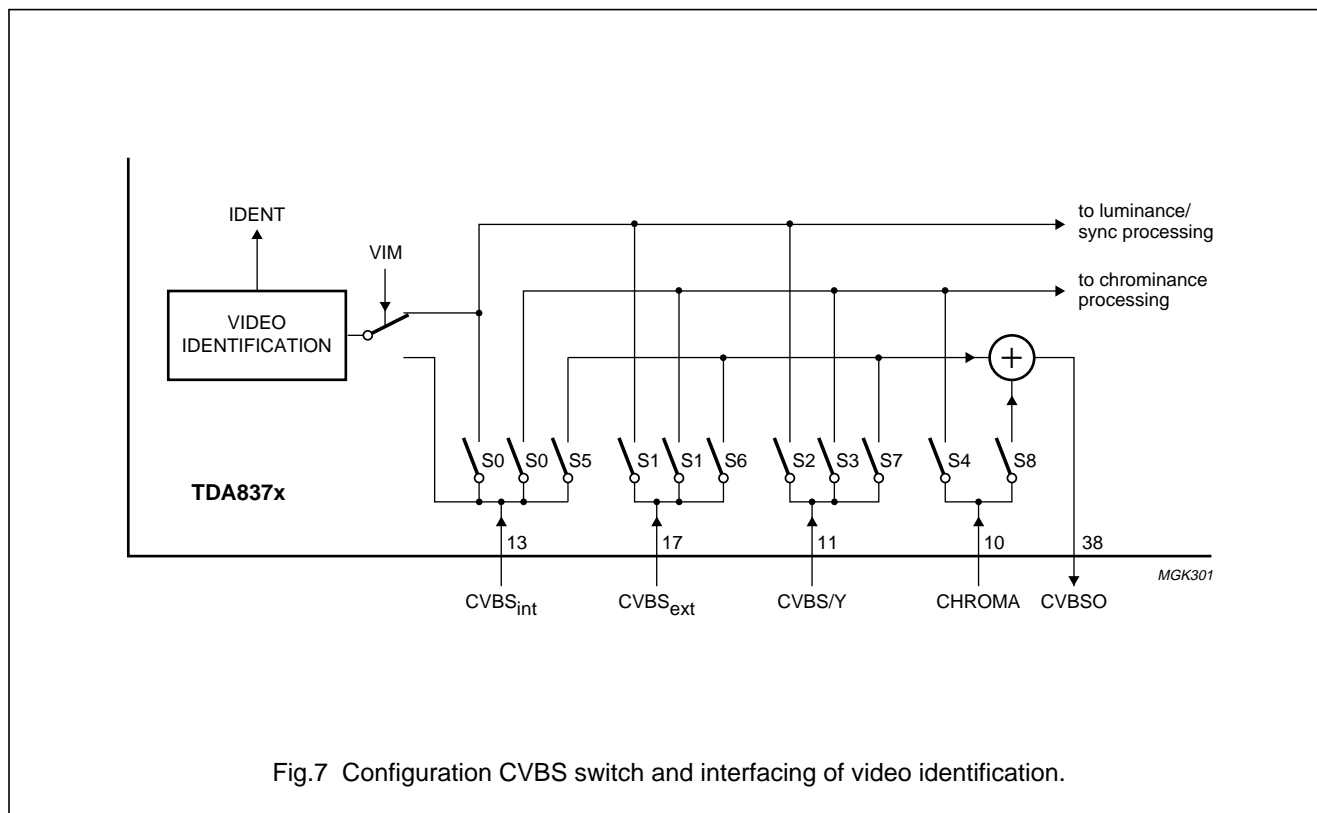 to luminance/
sync processing
IDENT
VIM
to chrominance
processing
VIDEO
IDENTIFICATION
+
S0 S0 S5 S1 S1 S6 S2 S3 S7 S4 S8
TDA837x
13 17 11 10 38
MGK301
CVBSint CVBSext CVBS/Y CHROMA CVBSO
Fig.7 Configuration CVBS switch and interfacing of video identification.